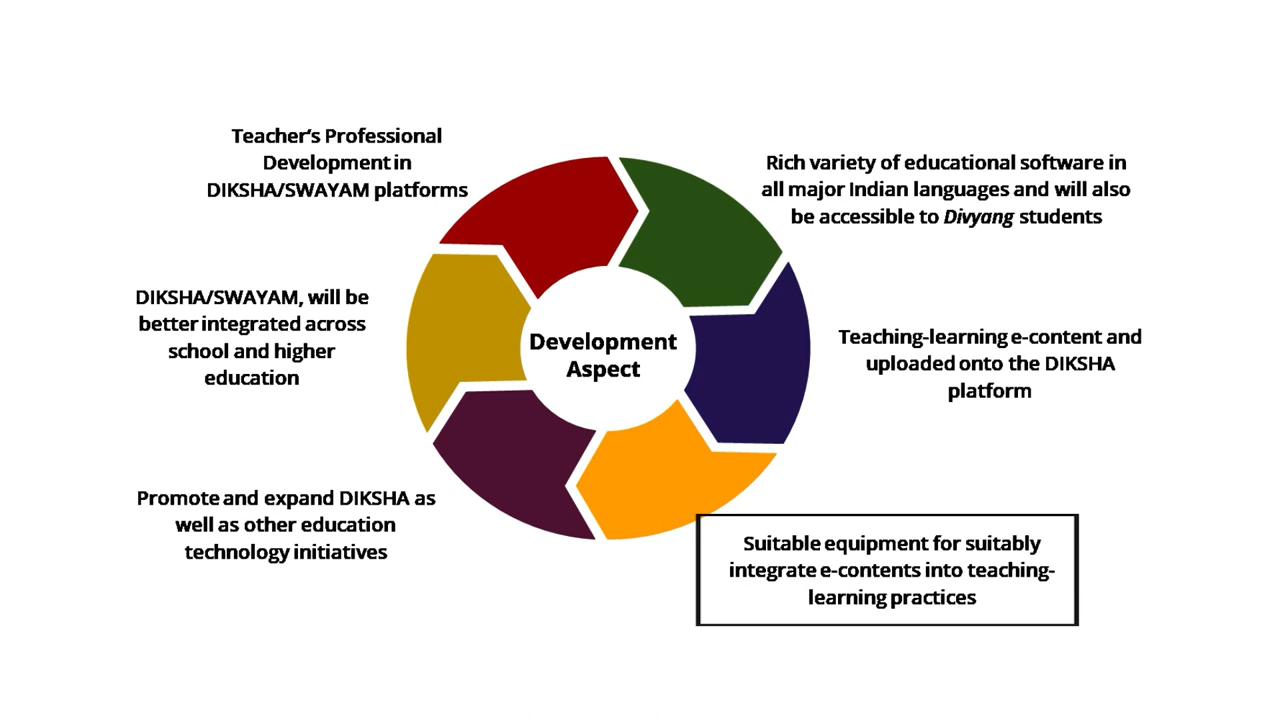 Teacher‘s Professional
Development in
DIKSHA/SWAYAM platforms
Rich variety of educational software in
all major Indian languages and will also
be accessible to Divyang students
DIKSHA/SWAYAM, will be
better integrated across
school and higher
education
Development
Aspect
Teaching-learning e-content and
uploaded onto the DIKSHA
platform
Promote and expand DIKSHA as
well as other education
technology initiatives
Suitable equipment for suitably
integrate e-contents into teaching-
learning practices